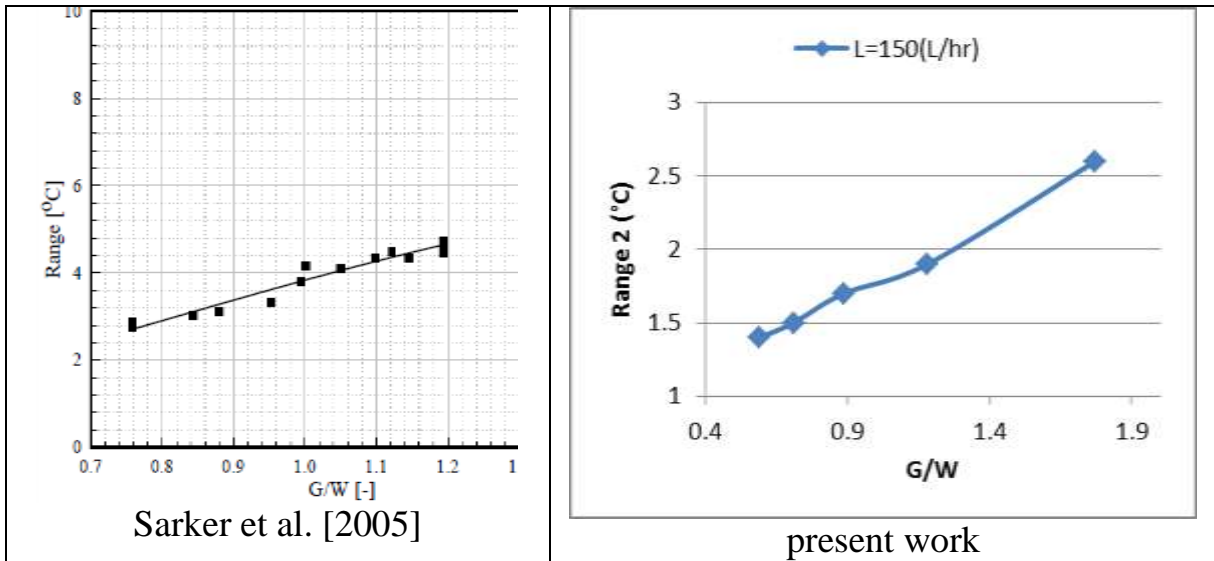 10
8
6
4
2
0
Range [⁰C]
0.7 0.8 0.9 1.0 1.1 1.2 1
G/W [-]
Sarker et al. [2005]
L=150(L/hr)
3
2.5
2
1.5
1
Range 2 (°C)
0.4 0.9 1.4 1.9
G/W
present work